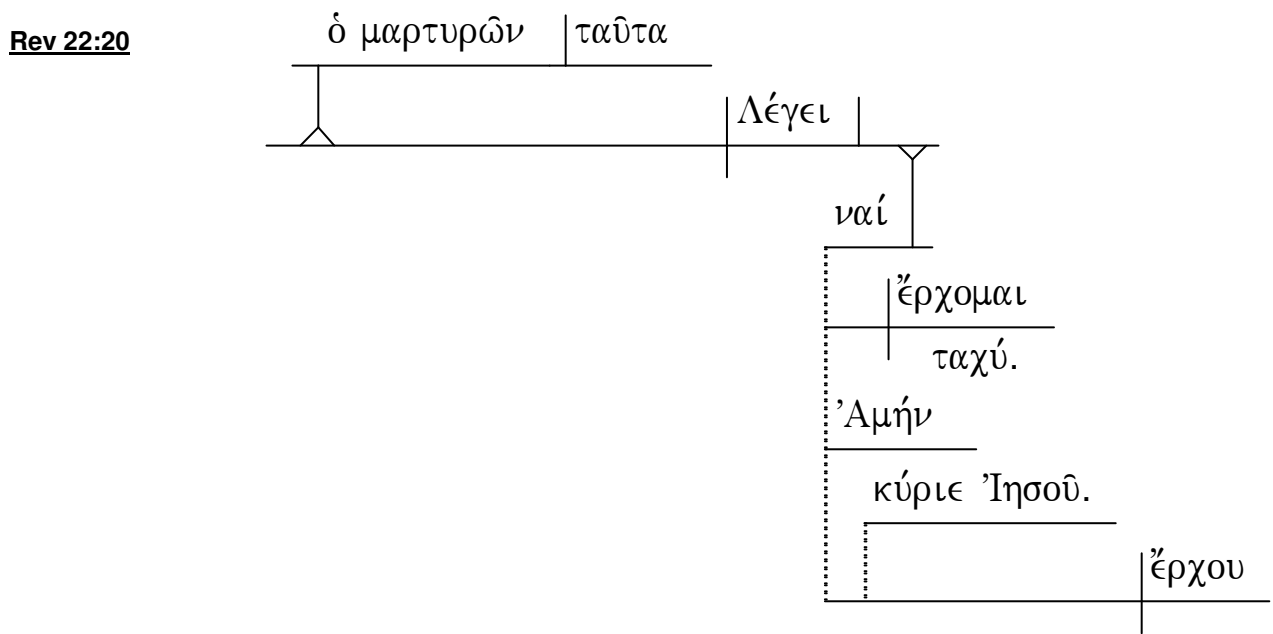 Rev 22:20
ὁ μαρτυρῶν ταῦτα
Λέγει
ναί
ἔρχομαι
ταχύ.
Ἀμήν
κύριε Ἰησοῦ.
ἔρχου